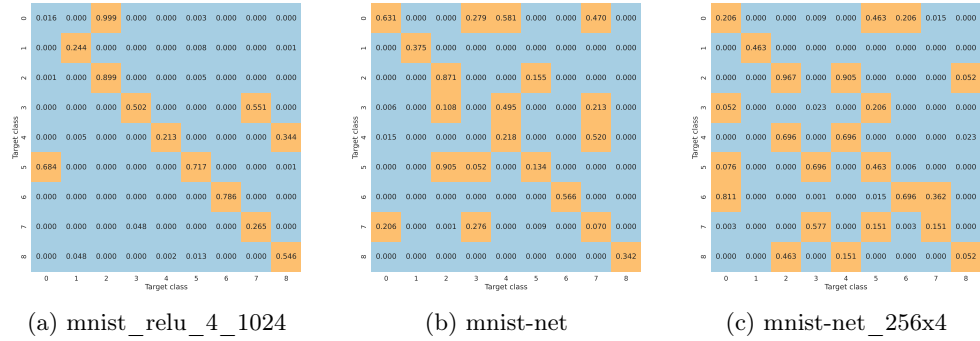 0 0.016 0.000 0.999 0.000 0.000 0.003 0.000 0.000 0.000
1 0.000 0.244 0.000 0.000 0.000 0.008 0.000 0.000 0.001
2 0.001 0.000 0.899 0.000 0.000 0.005 0.000 0.000 0.000
3 0.000 0.000 0.000 0.502 0.000 0.000 0.000 0.551 0.000
4 0.000 0.005 0.000 0.000 0.213 0.000 0.000 0.000 0.344
5 0.684 0.000 0.000 0.000 0.000 0.717 0.000 0.000 0.001
6 0.000 0.000 0.000 0.000 0.000 0.000 0.786 0.000 0.000
7 0.000 0.000 0.000 0.048 0.000 0.000 0.000 0.265 0.000
8 0.000 0.048 0.000 0.000 0.002 0.013 0.000 0.000 0.546
Target class
0 1 2 3 4 5 6 7 8
Target class
(a) mnist_relu_4_1024
0 0.631 0.000 0.000 0.279 0.581 0.000 0.000 0.470 0.000
1 0.000 0.375 0.000 0.000 0.000 0.000 0.000 0.000 0.000
2 0.000 0.000 0.871 0.000 0.000 0.155 0.000 0.000 0.000
3 0.006 0.000 0.108 0.000 0.495 0.000 0.000 0.213 0.000
4 0.015 0.000 0.000 0.000 0.218 0.000 0.000 0.520 0.000
5 0.000 0.000 0.905 0.052 0.000 0.134 0.000 0.000 0.000
6 0.000 0.000 0.000 0.000 0.000 0.000 0.566 0.000 0.000
7 0.206 0.000 0.001 0.276 0.000 0.009 0.000 0.070 0.000
8 0.000 0.000 0.000 0.000 0.000 0.000 0.000 0.000 0.342
Target class
0 1 2 3 4 5 6 7 8
Target class
(b) mnist-net
0 0.206 0.000 0.000 0.009 0.000 0.463 0.206 0.015 0.000
1 0.000 0.463 0.000 0.000 0.000 0.000 0.000 0.000 0.000
2 0.000 0.000 0.967 0.000 0.905 0.000 0.000 0.000 0.052
3 0.052 0.000 0.000 0.023 0.000 0.206 0.000 0.000 0.000
4 0.000 0.000 0.696 0.000 0.696 0.000 0.000 0.000 0.023
5 0.076 0.000 0.000 0.696 0.000 0.463 0.006 0.000 0.000
6 0.811 0.000 0.000 0.001 0.000 0.015 0.696 0.362 0.000
7 0.003 0.000 0.000 0.577 0.000 0.151 0.003 0.151 0.000
8 0.000 0.000 0.463 0.000 0.151 0.000 0.000 0.000 0.052
Target class
0 1 2 3 4 5 6 7 8
Target class
(c) mnist-net_256x4